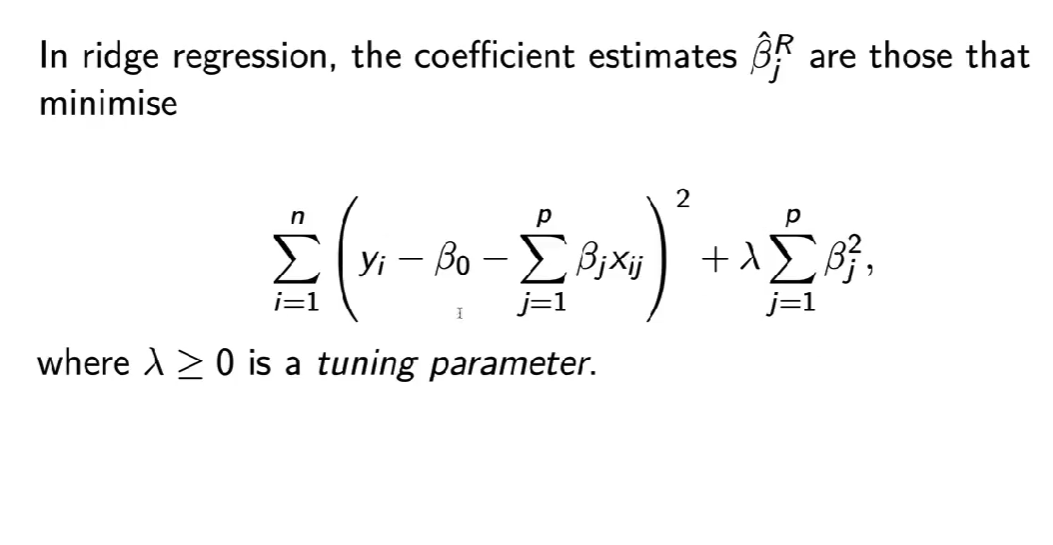 In ridge regression, the coefficient estimates $\hat{\beta}_j^R$ are those that
minimise
$$\sum_{i=1}^{n} \left( y_i - \beta_0 - \sum_{j=1}^{p} \beta_j x_{ij} \right)^2 + \lambda \sum_{j=1}^{p} \beta_j^2,$$
where $\lambda \geq 0$ is a tuning parameter.